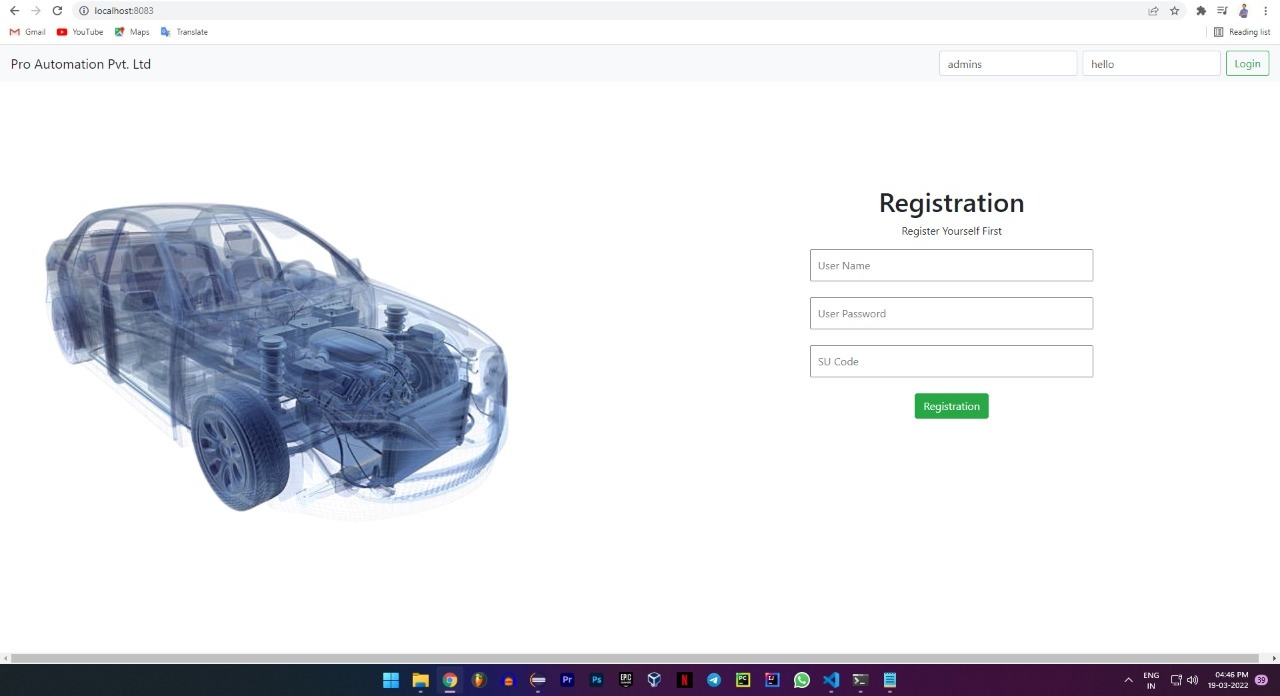 localhost:8083
Gmail YouTube Maps Translate Reading list
Pro Automation Pvt. Ltd admins hello Login
Registration
Register Yourself First
User Name
User Password
SU Code
Registration
ENG 04:46 PM
IN 19-03-2022 39